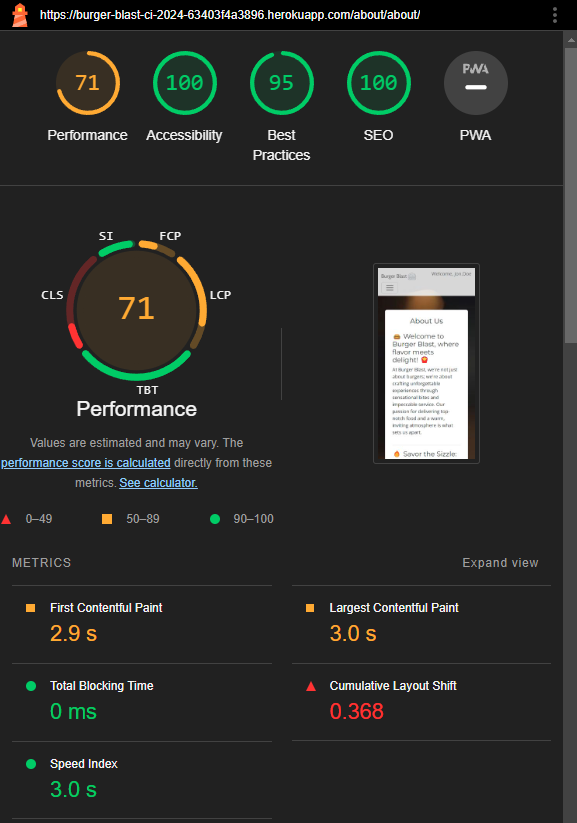 https://burger-blast-ci-2024-63403f4a3896.herokuapp.com/about/about/
71
100
95
100
PWA
Performance
Accessibility
Best
Practices
SEO
PWA
SI
FCP
CLS
LCP
71
TBT
Performance
Values are estimated and may vary. The
performance score is calculated directly from these
metrics. See calculator.
0–49
50–89
90–100
Burger Blast
Welcome, Jon Doe
About Us
🍔 Welcome to
Burger Blast, where
flavor meets
delight! 🍟
At Burger Blast, we're not just
about burgers; we're about
crafting unforgettable
experiences through
sensational bites and
impeccable service. Our
passion for delivering top-
notch food and a warm,
inviting atmosphere is what
sets us apart.
🔥 Savor the Sizzle:
METRICS
Expand view
First Contentful Paint
2.9 s
Largest Contentful Paint
3.0 s
Total Blocking Time
0 ms
Cumulative Layout Shift
0.368
Speed Index
3.0 s